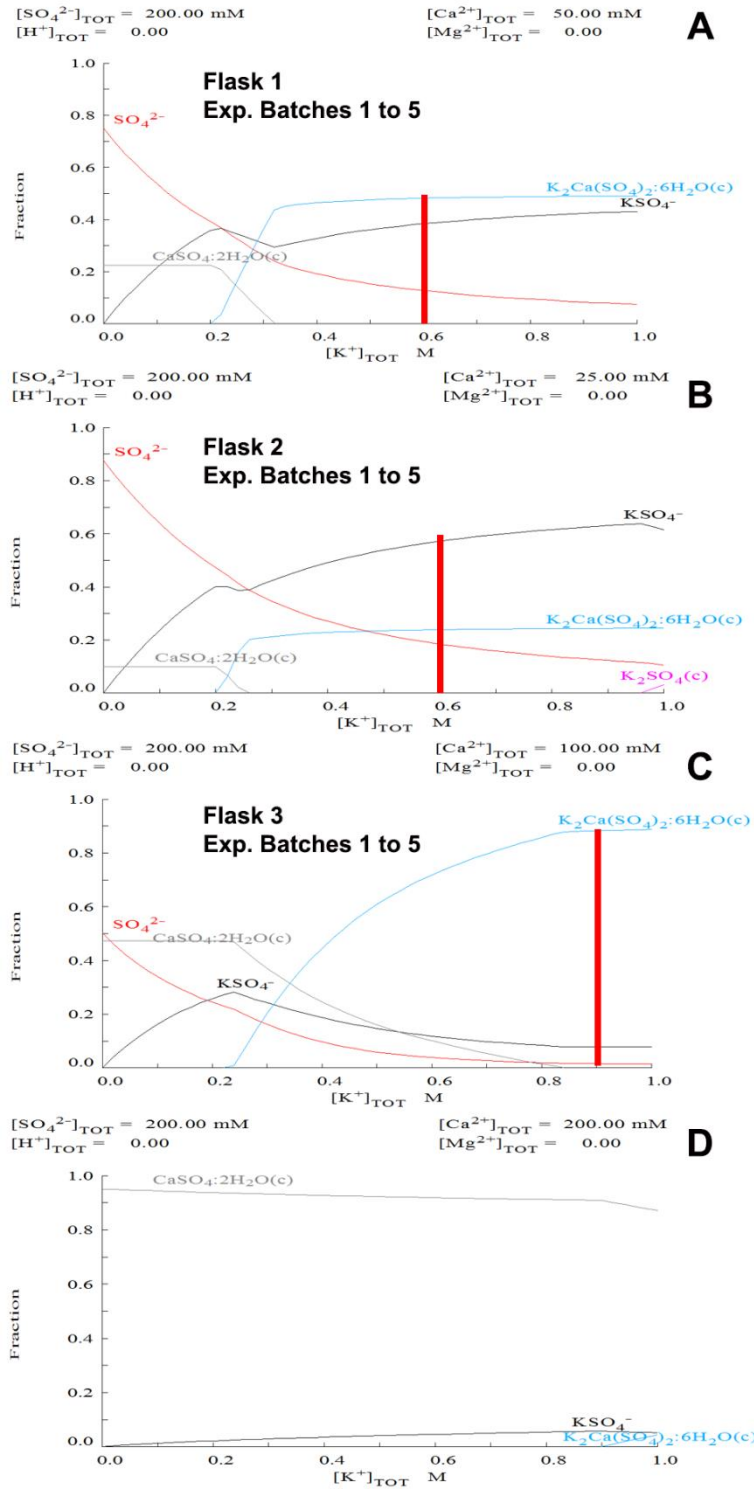 [SO₄²⁻]TOT = 200.00 mM [Ca²⁺]TOT = 50.00 mM
[H⁺]TOT = 0.00 [Mg²⁺]TOT = 0.00
A
Flask 1
Exp. Batches 1 to 5
1.0
0.8
0.6
0.4
0.2
0.0
Fraction
SO₄²⁻
CaSO₄:2H₂O(c)
K₂Ca(SO₄)₂:6H₂O(c)
KSO₄⁻
0.0 0.2 0.4 0.6 0.8 1.0
[K⁺]TOT M
[SO₄²⁻]TOT = 200.00 mM [Ca²⁺]TOT = 25.00 mM
[H⁺]TOT = 0.00 [Mg²⁺]TOT = 0.00
B
Flask 2
Exp. Batches 1 to 5
1.0
0.8
0.6
0.4
0.2
0.0
Fraction
SO₄²⁻
KSO₄⁻
CaSO₄:2H₂O(c)
K₂Ca(SO₄)₂:6H₂O(c)
K₂SO₄(c)
0.0 0.2 0.4 0.6 0.8 1.0
[K⁺]TOT M
[SO₄²⁻]TOT = 200.00 mM [Ca²⁺]TOT = 100.00 mM
[H⁺]TOT = 0.00 [Mg²⁺]TOT = 0.00
C
Flask 3
Exp. Batches 1 to 5
1.0
0.8
0.6
0.4
0.2
0.0
Fraction
K₂Ca(SO₄)₂:6H₂O(c)
SO₄²⁻
CaSO₄:2H₂O(c)
KSO₄⁻
0.0 0.2 0.4 0.6 0.8 1.0
[K⁺]TOT M
[SO₄²⁻]TOT = 200.00 mM [Ca²⁺]TOT = 200.00 mM
[H⁺]TOT = 0.00 [Mg²⁺]TOT = 0.00
D
1.0
0.8
0.6
0.4
0.2
0.0
Fraction
CaSO₄:2H₂O(c)
KSO₄⁻
K₂Ca(SO₄)₂:6H₂O(c)
0.0 0.2 0.4 0.6 0.8 1.0
[K⁺]TOT M